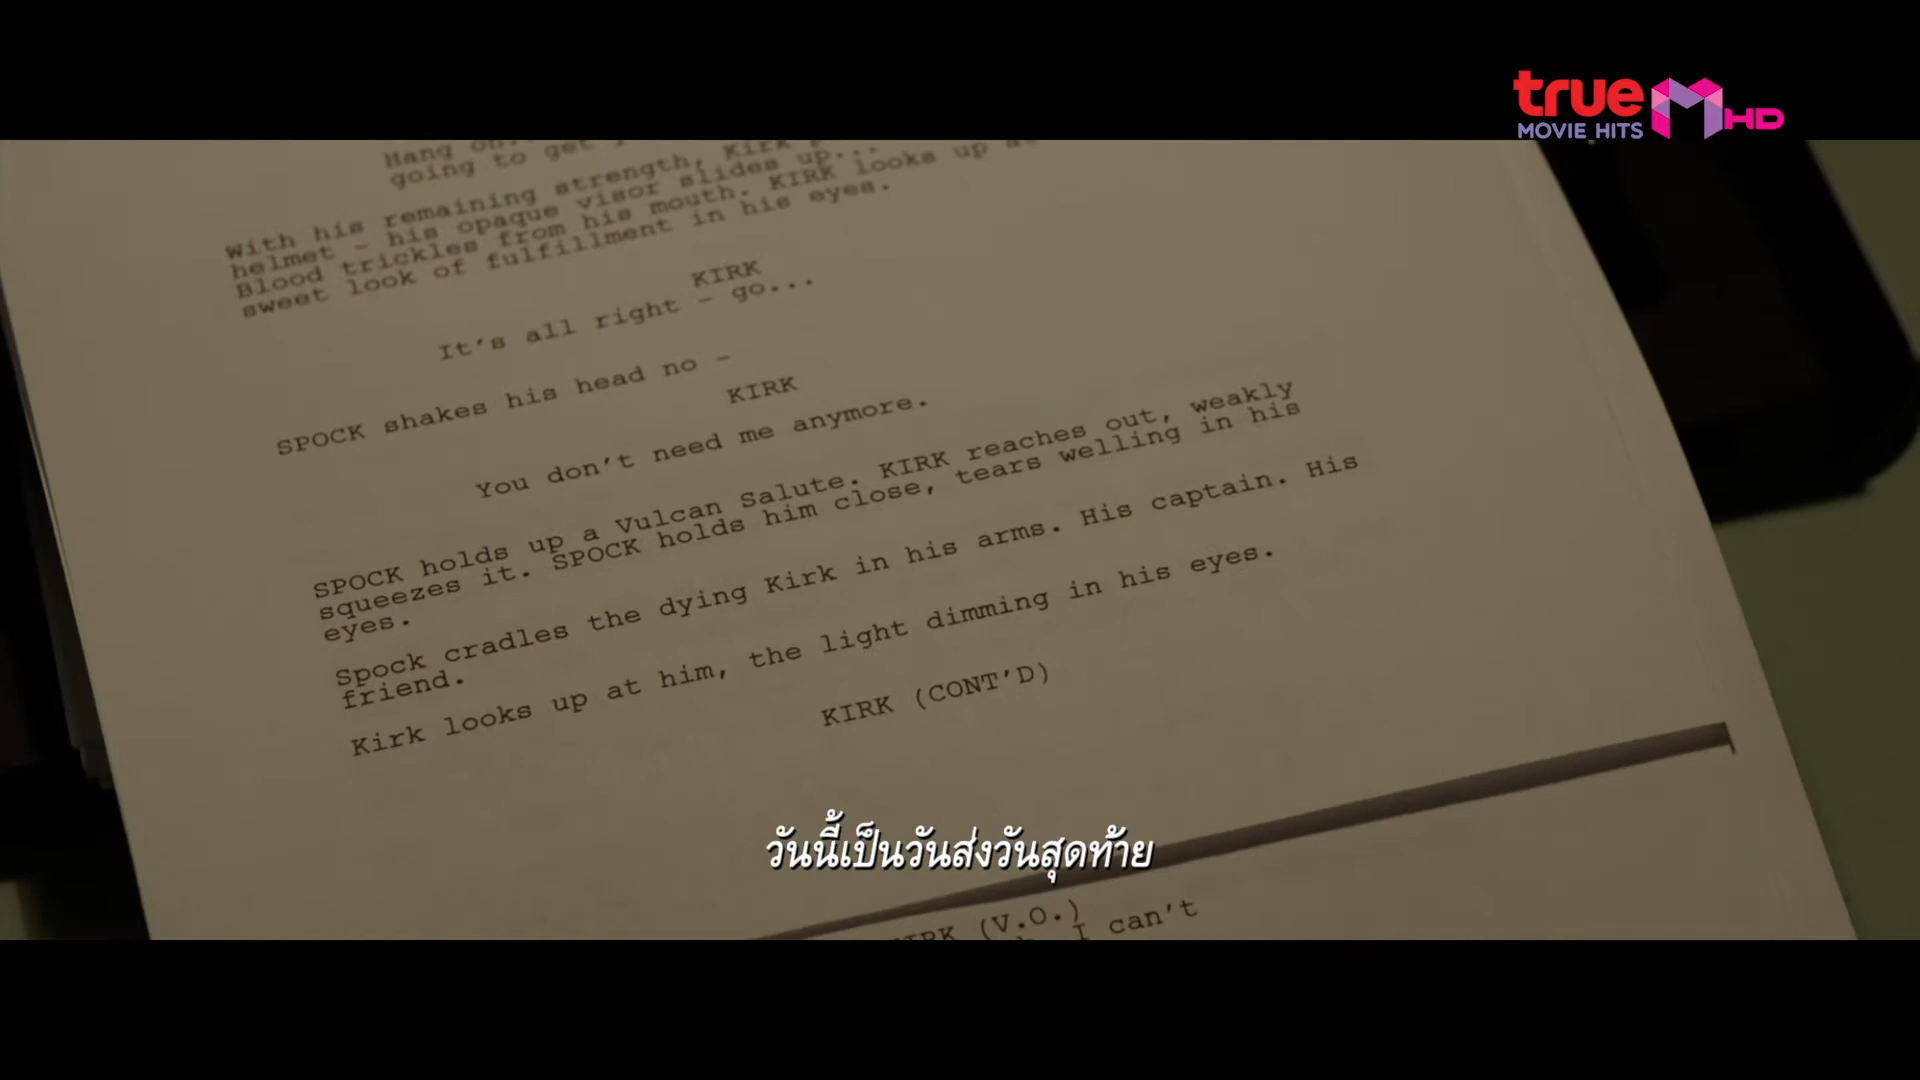 true
MOVIE HITS HD
Hang on
going to get
With his remaining strength, Kirk
helmet - his opaque visor slides up...
Blood trickles from his mouth. KIRK looks up
sweet look of fulfillment in his eyes.
KIRK
It's all right - go...
SPOCK shakes his head no -
KIRK
You don't need me anymore.
SPOCK holds up a Vulcan Salute. KIRK reaches out, weakly
squeezes it. SPOCK holds him close, tears welling in his
eyes.
Spock cradles the dying Kirk in his arms. His captain. His
friend.
Kirk looks up at him, the light dimming in his eyes.
KIRK (CONT'D)
วันนี้เป็นวันส่งวันสุดท้าย
(V.O.)
I can't